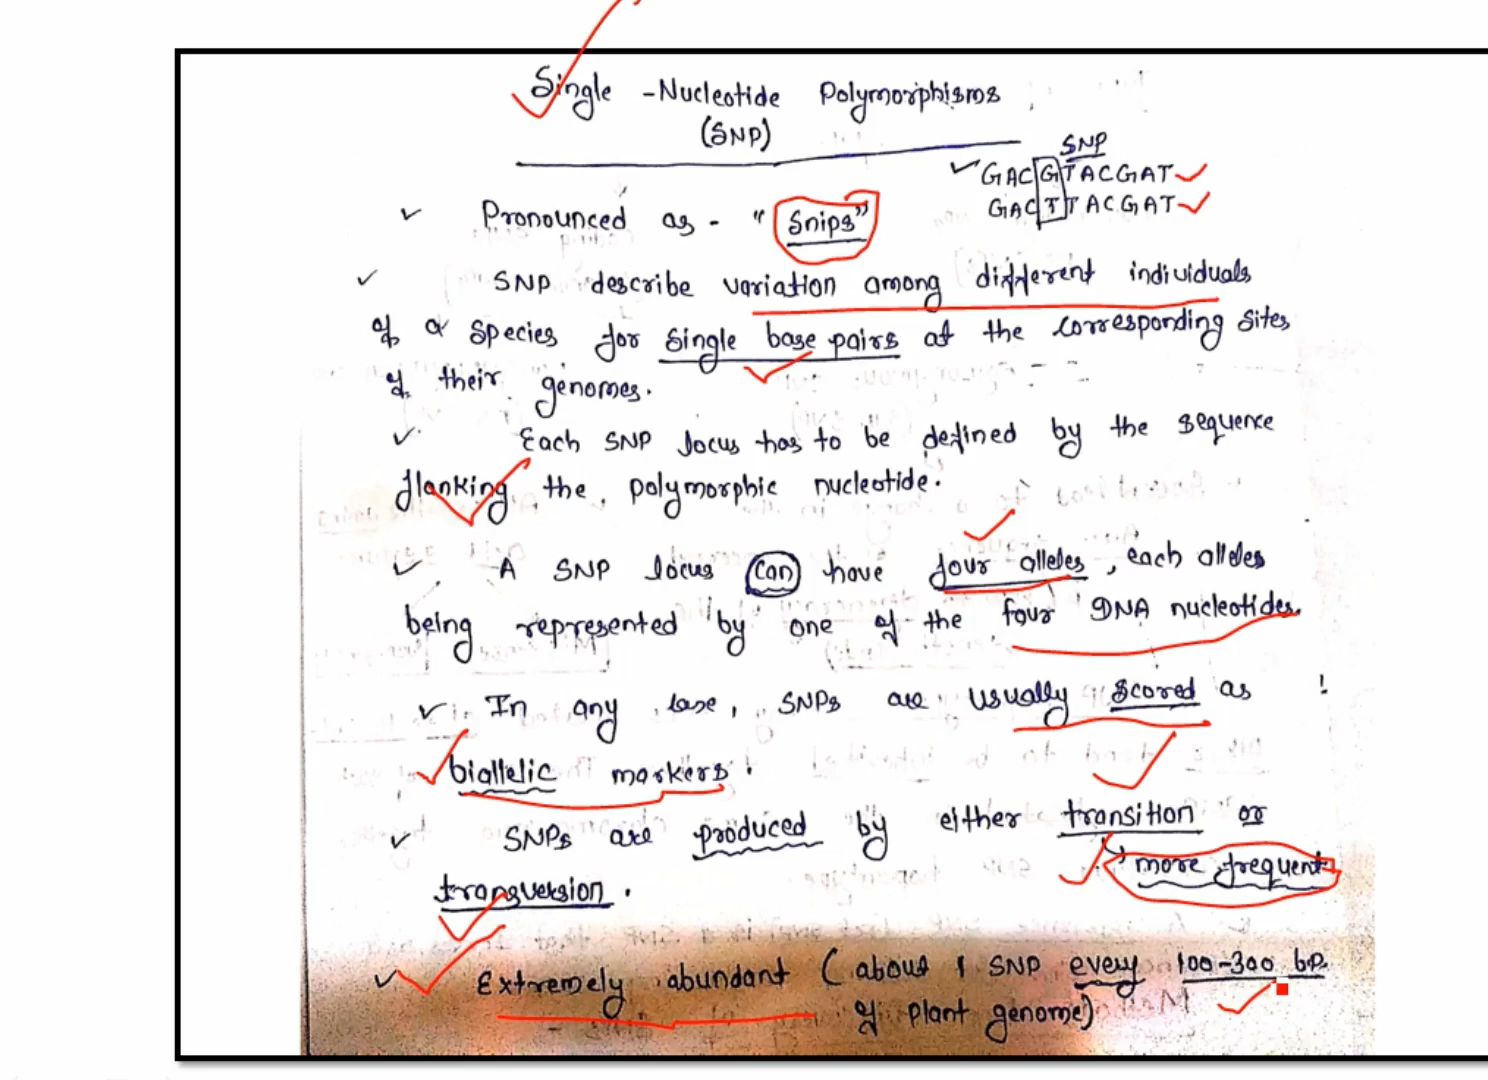 Single-Nucleotide Polymorphisms
(SNP)
SNP
GACGTACGAT
GACTTACGAT
Pronounced as - "Snips"
SNP describe variation among different individuals
of a species for single base pairs at the corresponding sites
of their genomes.
Each SNP locus has to be defined by the sequence
flanking the polymorphic nucleotide.
A SNP locus can have four alleles, each alleles
being represented by one of the four DNA nucleotides.
In any case, SNPs are usually scored as
biallelic markers.
SNPs are produced by either transition or
more frequent
transversion.
Extremely abundant (about 1 SNP every 100-300 bp.
of plant genome)